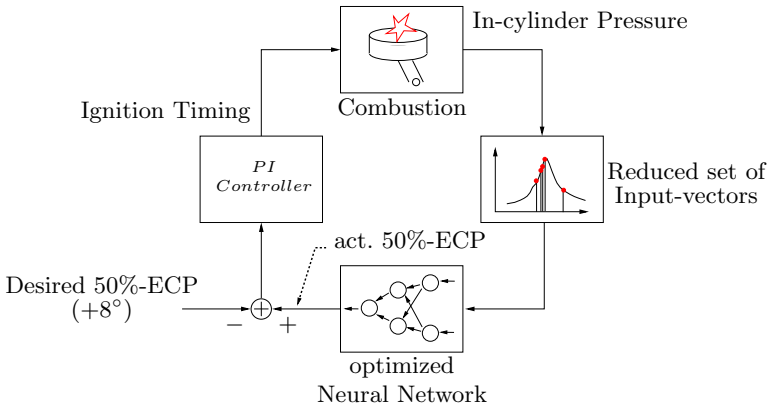 In-cylinder Pressure
Ignition Timing
Combustion
PI
Controller
Reduced set of
Input-vectors
act. 50%-ECP
Desired 50%-ECP
(+8°)
− +
optimized
Neural Network